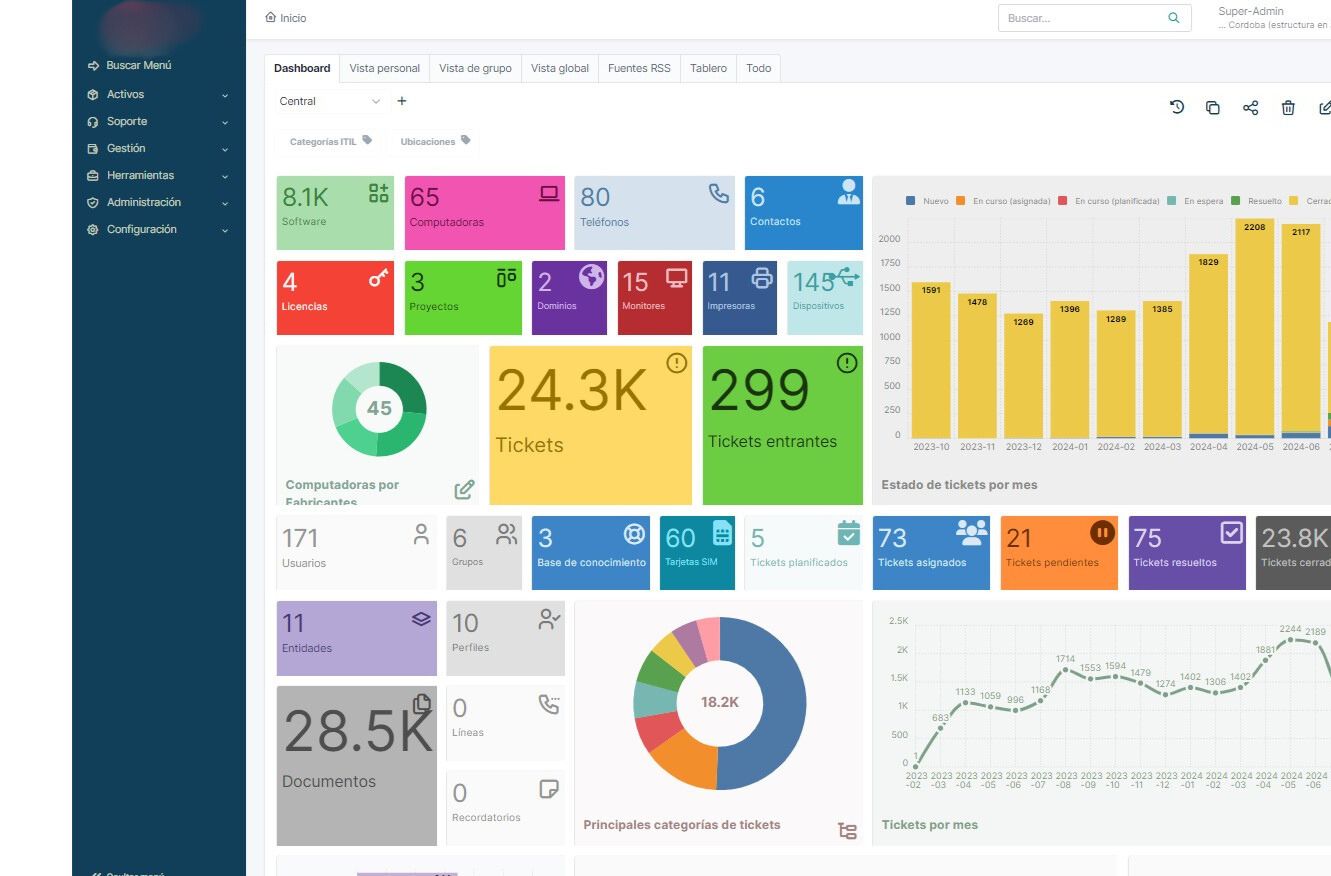 Inicio
Buscar...
Super-Admin
... Cordoba (estructura en
Buscar Menú
Activos
Soporte
Gestión
Herramientas
Administración
Configuración
Dashboard
Vista personal
Vista de grupo
Vista global
Fuentes RSS
Tablero
Todo
Central
Categorías ITIL
Ubicaciones
8.1K
Software
65
Computadoras
80
Teléfonos
6
Contactos
4
Licencias
3
Proyectos
2
Dominios
15
Monitores
11
Impresoras
145
Dispositivos
45
Computadoras por
Fabricantes
24.3K
Tickets
299
Tickets entrantes
Nuevo
En curso (asignada)
En curso (planificada)
En espera
Resuelto
Cerrac
2000
1750
1500
1250
1000
750
500
250
0
1591
1478
1269
1396
1289
1385
1829
2208
2117
2023-10
2023-11
2023-12
2024-01
2024-02
2024-03
2024-04
2024-05
2024-06
Estado de tickets por mes
171
Usuarios
6
Grupos
3
Base de conocimiento
60
Tarjetas SIM
5
Tickets planificados
73
Tickets asignados
21
Tickets pendientes
75
Tickets resueltos
23.8K
Tickets cerrad
11
Entidades
10
Perfiles
28.5K
Documentos
0
Líneas
0
Recordatorios
18.2K
Principales categorías de tickets
2.5K
2K
1.5K
1K
500
0
1
683
1133
1059
996
1168
1714
1553
1594
1479
1274
1402
1306
1402
1881
2244
2189
2023 2023 2023 2023 2023 2023 2023 2023 2023 2023 2023 2024 2024 2024 2024 2024 2024
-02 -03 -04 -05 -06 -07 -08 -09 -10 -11 -12 -01 -02 -03 -04 -05 -06
Tickets por mes
Ocultar menú